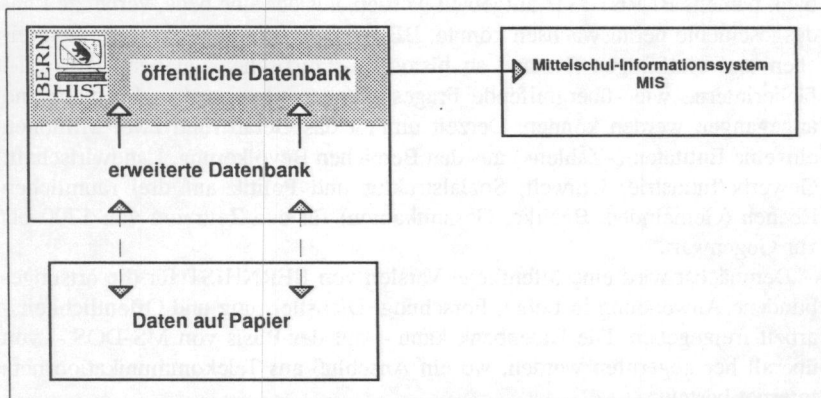 BERN
HIST
öffentliche Datenbank
Mittelschul-Informationssystem
MIS
erweiterte Datenbank
Daten auf Papier